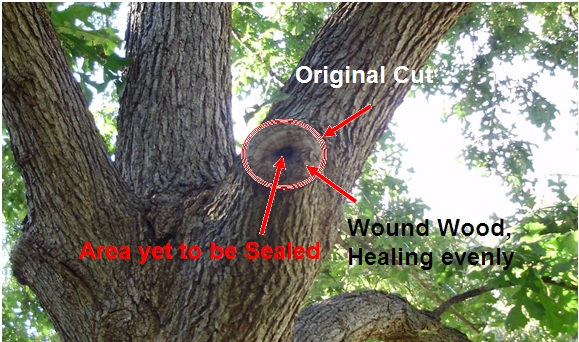 Original Cut
Area yet to be Sealed
Wound Wood,
Healing evenly